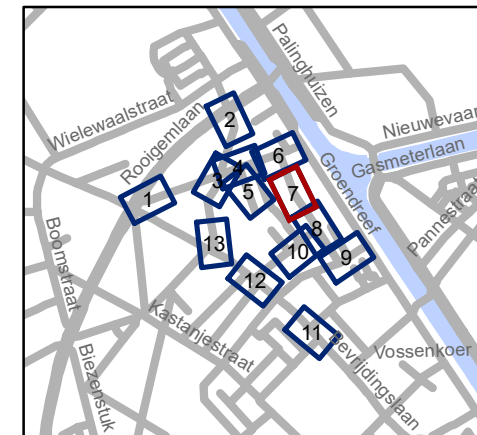 Palinghuizen
Wielewaalstraat
Rooigemlaan
Nieuwevaart
Gasmeterlaan
Groendreef
Pannestraat
Boomstraat
Kastanjestraat
Biezenstuk
Bevrijdingslaan
Vossenkoer
1
2
3
4
5
6
7
8
9
10
11
12
13